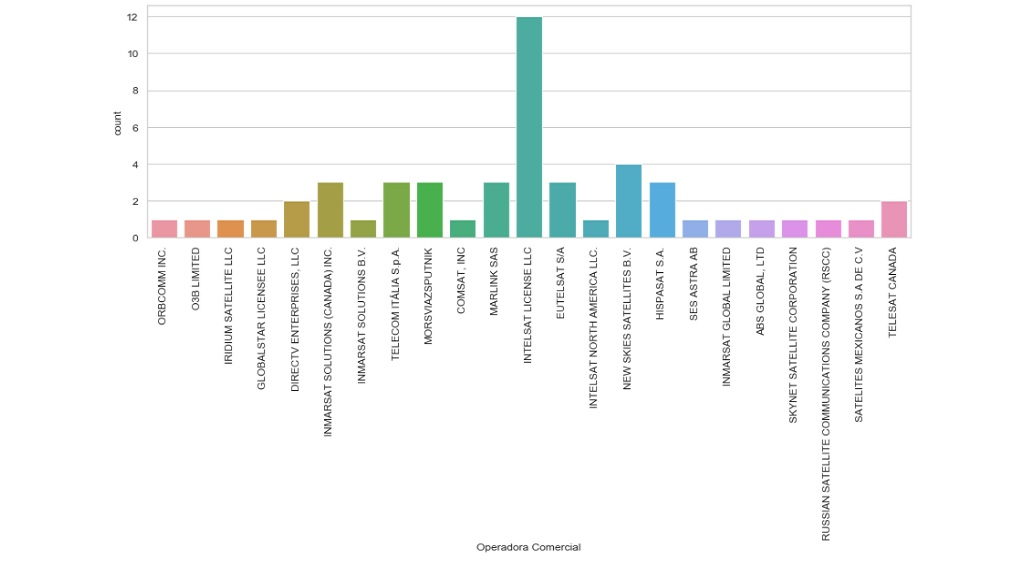 12
10
8
6
4
2
0
count
ORBCOMM INC.
O3B LIMITED
IRIDIUM SATELLITE LLC
GLOBALSTAR LICENSEE LLC
DIRECTV ENTERPRISES, LLC
INMARSAT SOLUTIONS (CANADA) INC.
INMARSAT SOLUTIONS B.V.
TELECOM ITÁLIA S.p.A.
MORSVIAZSPUTNIK
COMSAT, INC
MARLINK SAS
INTELSAT LICENSE LLC
EUTELSAT S/A
INTELSAT NORTH AMERICA LLC.
NEW SKIES SATELLITES B.V.
HISPASAT S.A.
SES ASTRA AB
INMARSAT GLOBAL LIMITED
ABS GLOBAL, LTD
SKYNET SATELLITE CORPORATION
RUSSIAN SATELLITE COMMUNICATIONS COMPANY (RSCC)
SATELITES MEXICANOS S.A DE C.V
TELESAT CANADA
Operadora Comercial